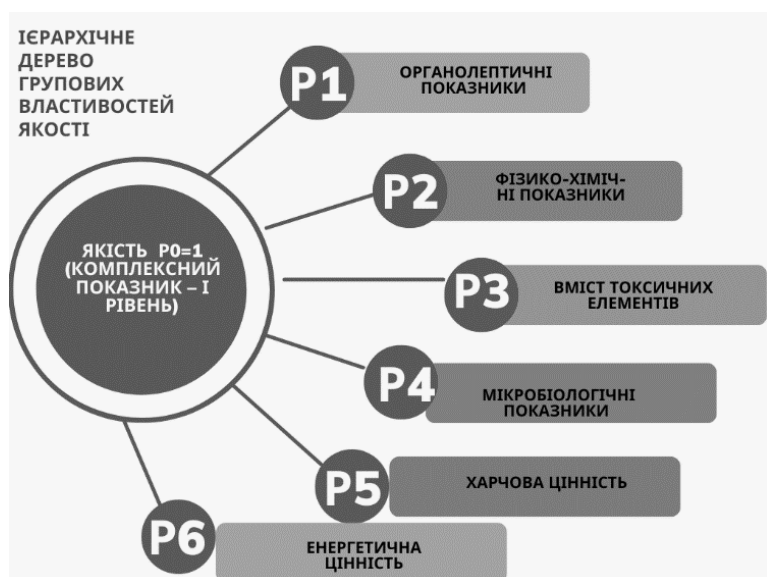 ІЄРАРХІЧНЕ
ДЕРЕВО
ГРУПОВИХ
ВЛАСТИВОСТЕЙ
ЯКОСТІ
P1
ОРГАНОЛЕПТИЧНІ
ПОКАЗНИКИ
P2
ФІЗИКО-ХІМІЧ-
НІ ПОКАЗНИКИ
ЯКІСТЬ P0=1
(КОМПЛЕКСНИЙ
ПОКАЗНИК – І
РІВЕНЬ)
P3
ВМІСТ ТОКСИЧНИХ
ЕЛЕМЕНТІВ
P4
МІКРОБІОЛОГІЧНІ
ПОКАЗНИКИ
P5
ХАРЧОВА ЦІННІСТЬ
P6
ЕНЕРГЕТИЧНА
ЦІННІСТЬ